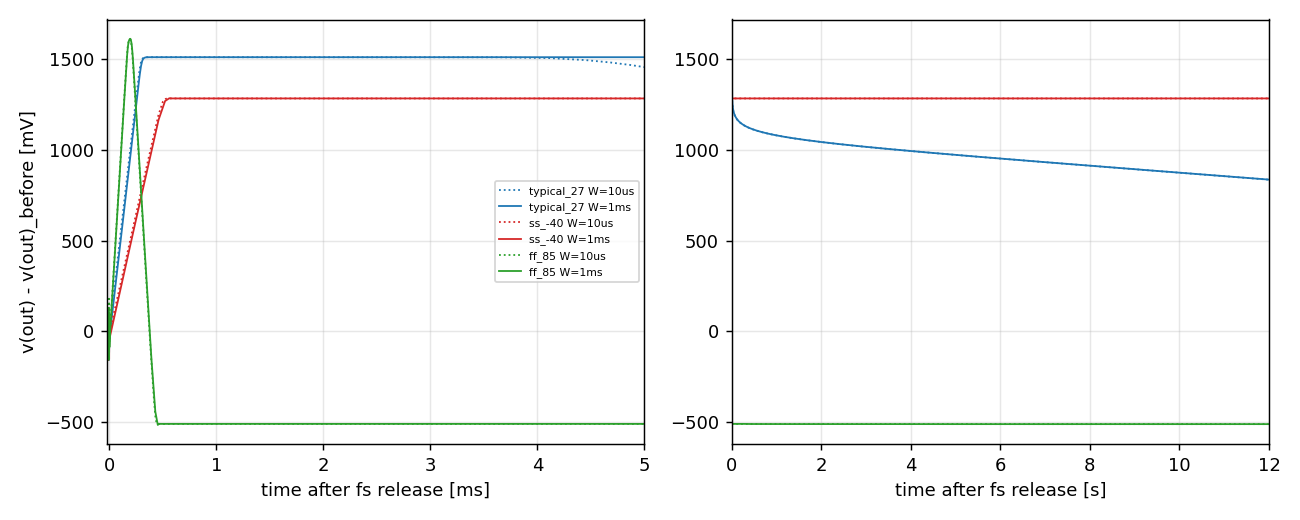 v(out) - v(out)_before [mV]
1500
1000
500
0
−500
0
1
2
3
4
5
time after fs release [ms]
typical_27 W=10us
typical_27 W=1ms
ss_-40 W=10us
ss_-40 W=1ms
ff_85 W=10us
ff_85 W=1ms
1500
1000
500
0
−500
0
2
4
6
8
10
12
time after fs release [s]